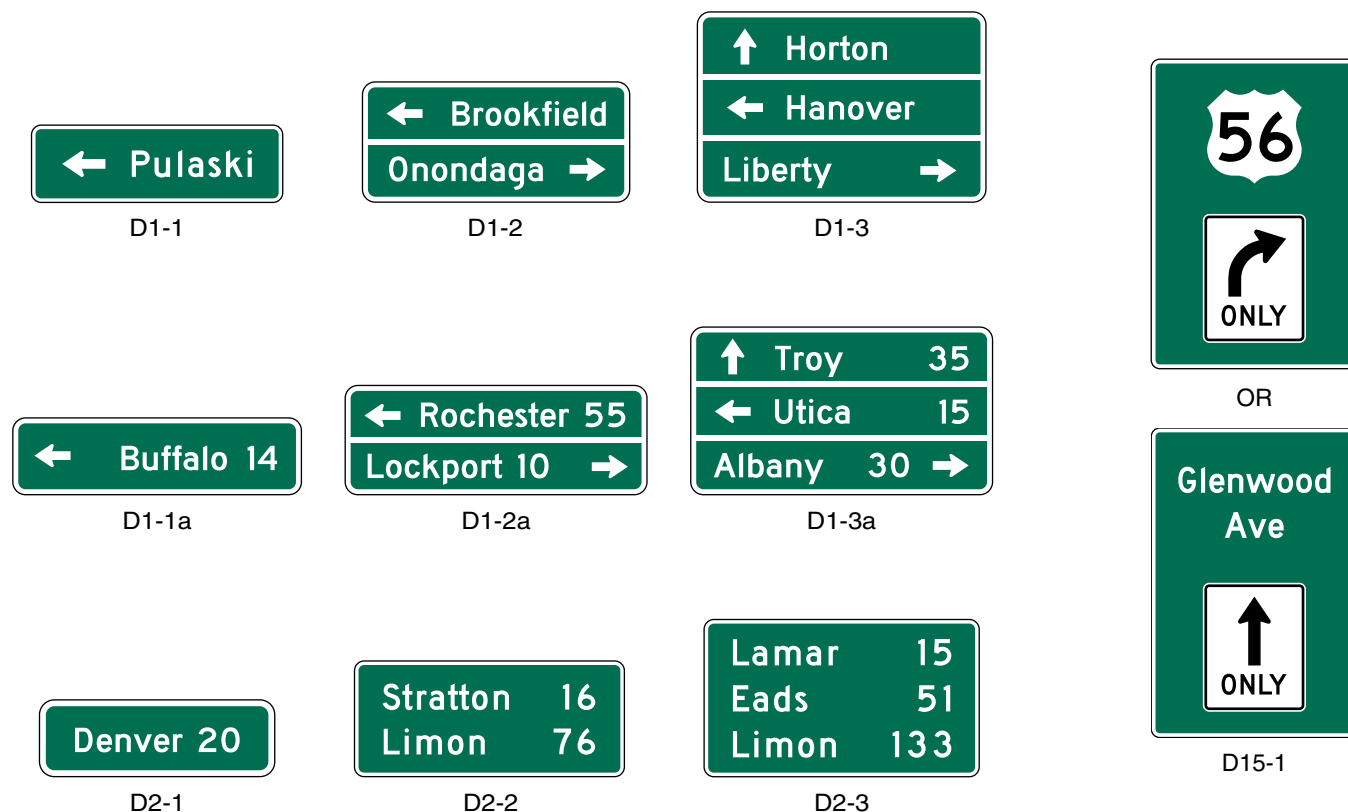 Pulaski
D1-1
Brookfield
Onondaga
D1-2
Horton
Hanover
Liberty
D1-3
56
ONLY
OR
Buffalo 14
D1-1a
Rochester 55
Lockport 10
D1-2a
Troy 35
Utica 15
Albany 30
D1-3a
Glenwood
Ave
ONLY
D15-1
Denver 20
D2-1
Stratton 16
Limon 76
D2-2
Lamar 15
Eads 51
Limon 133
D2-3